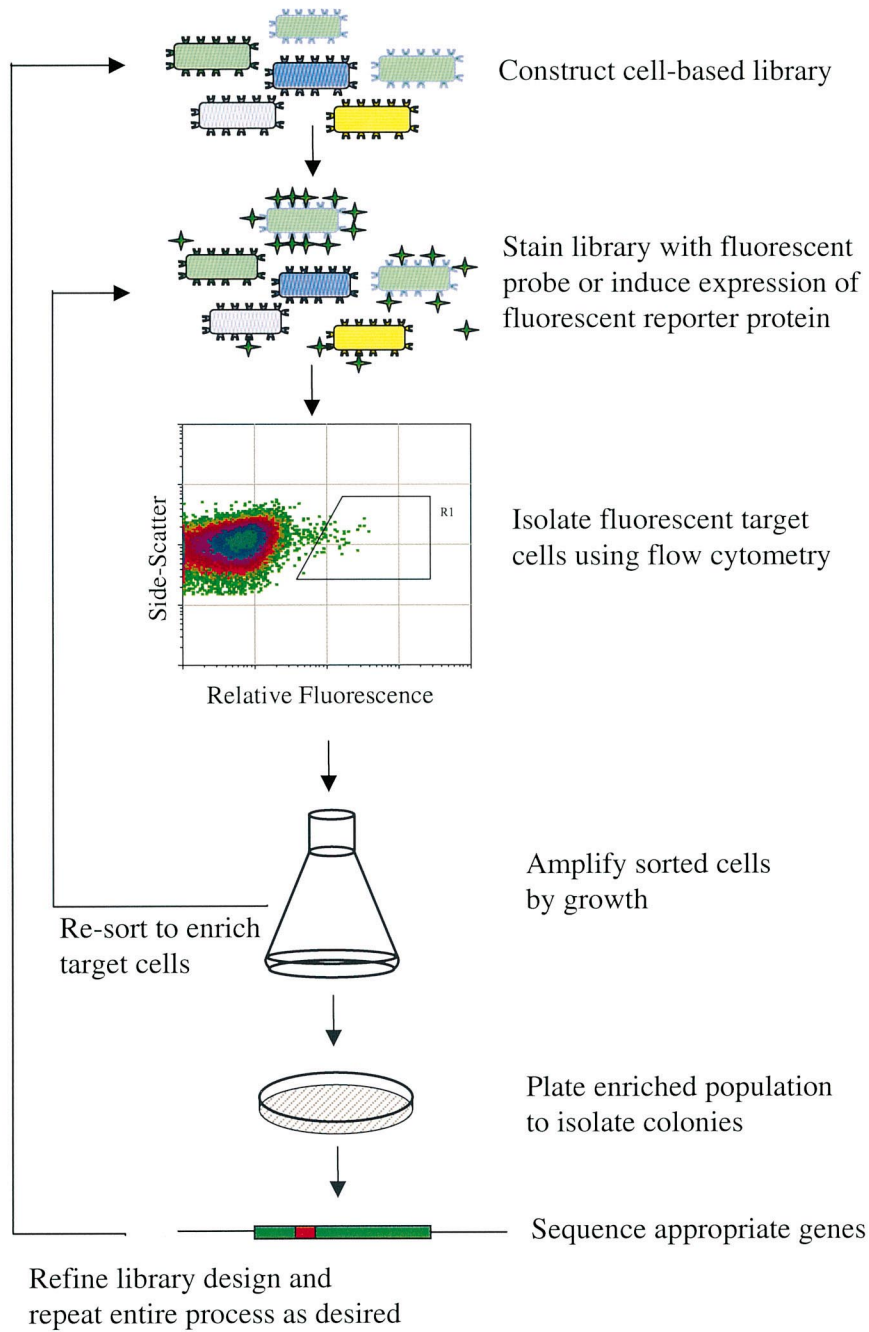 Construct cell-based library
Stain library with fluorescent
probe or induce expression of
fluorescent reporter protein
Side-Scatter
R1
Relative Fluorescence
Isolate fluorescent target
cells using flow cytometry
Amplify sorted cells
by growth
Re-sort to enrich
target cells
Plate enriched population
to isolate colonies
Sequence appropriate genes
Refine library design and
repeat entire process as desired